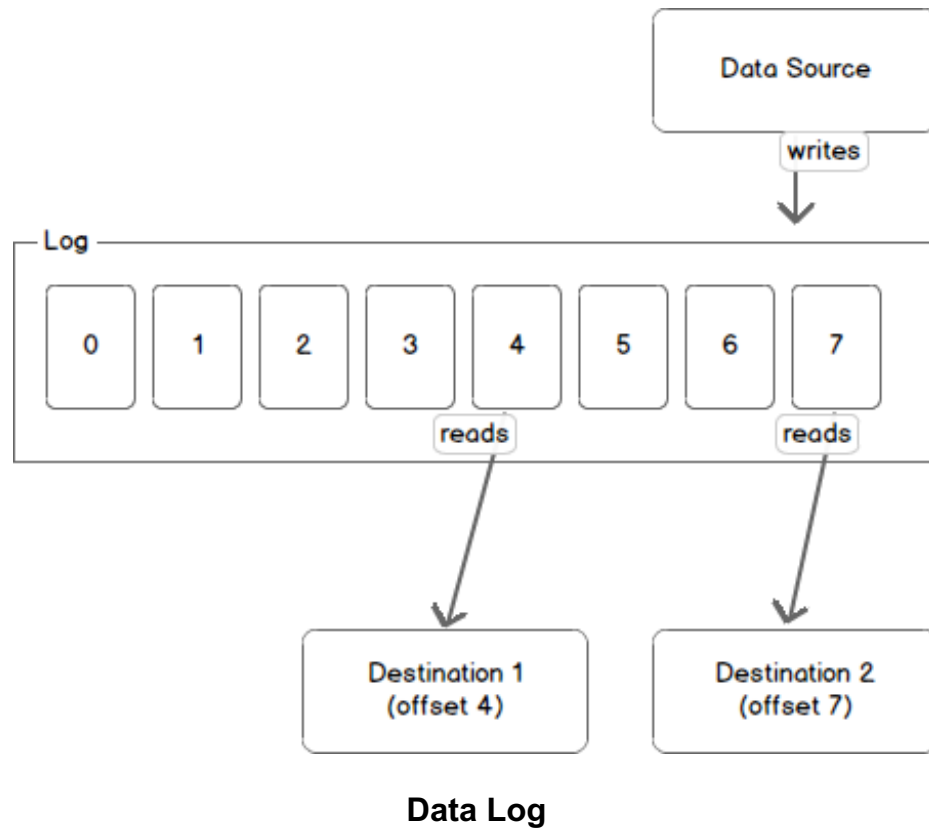 Data Source
writes
Log
0 1 2 3 4 5 6 7
reads reads
Destination 1
(offset 4)
Destination 2
(offset 7)
Data Log